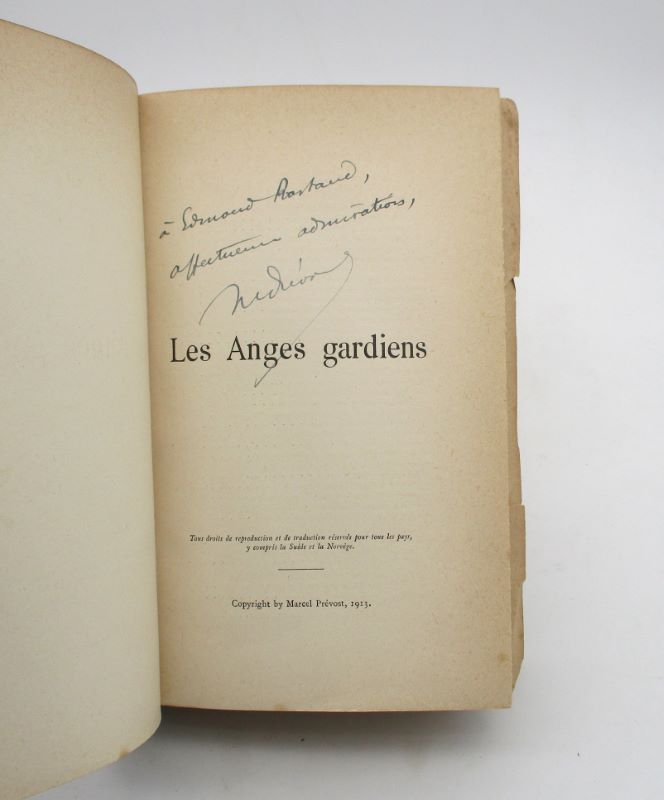 à Edmond Rostand,
affectueuse admiration,
Les Anges gardiens
Tous droits de reproduction et de traduction réservés pour tous les pays,
y compris la Suède et la Norvège.
Copyright by Marcel Prévost, 1913.